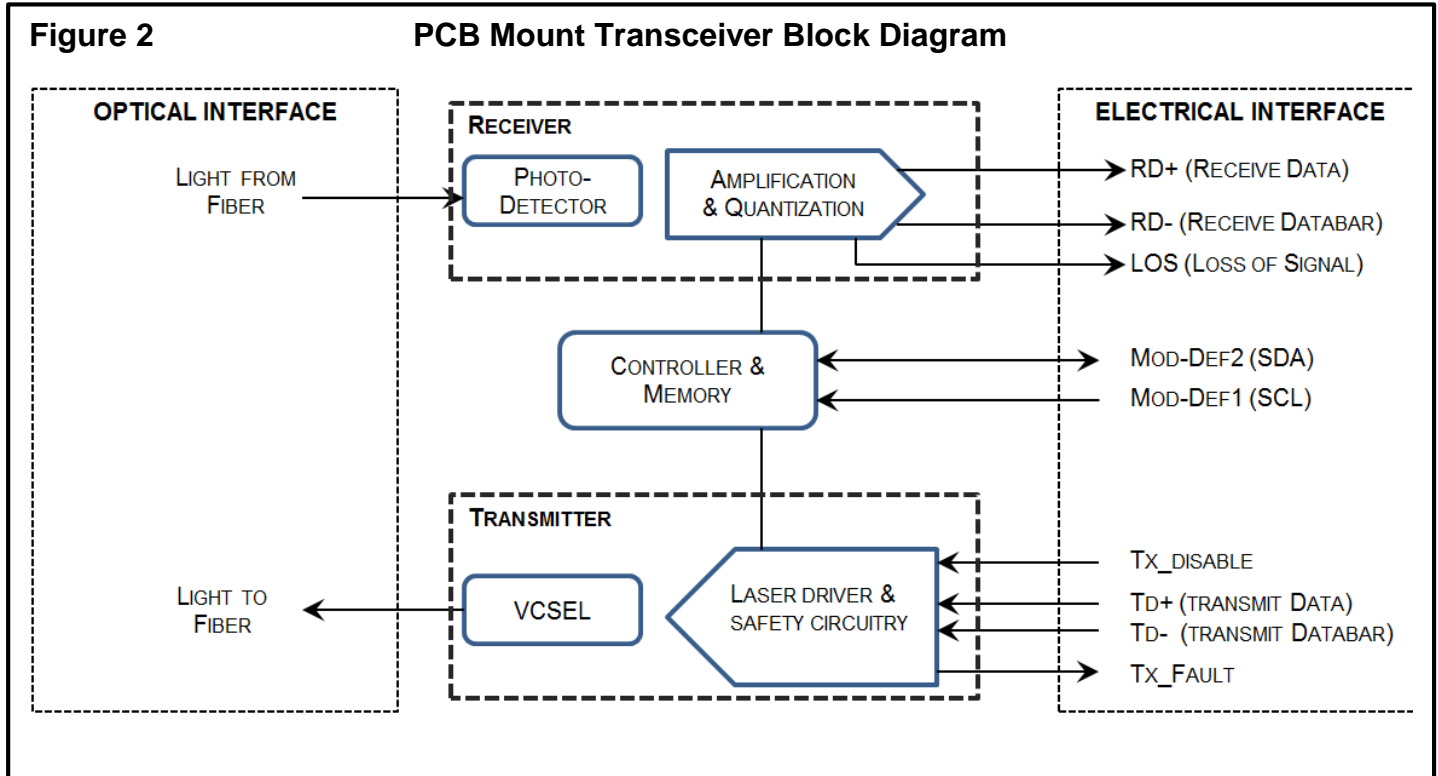 Figure 2 PCB Mount Transceiver Block Diagram
OPTICAL INTERFACE
LIGHT FROM
FIBER
LIGHT TO
FIBER
RECEIVER
PHOTO-
DETECTOR
AMPLIFICATION
& QUANTIZATION
CONTROLLER &
MEMORY
TRANSMITTER
VCSEL
LASER DRIVER &
SAFETY CIRCUITRY
ELECTRICAL INTERFACE
RD+ (RECEIVE DATA)
RD- (RECEIVE DATABAR)
LOS (LOSS OF SIGNAL)
MOD-DEF2 (SDA)
MOD-DEF1 (SCL)
TX_DISABLE
TD+ (TRANSMIT DATA)
TD- (TRANSMIT DATABAR)
TX_FAULT